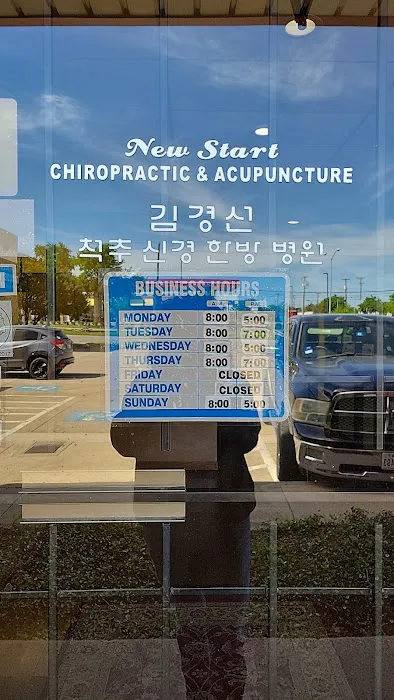 New Start
CHIROPRACTIC & ACUPUNCTURE
김경선
척추 신경 한방 병원
BUSINESS HOURS
A.M. P.M.
MONDAY 8:00 5:00
TUESDAY 8:00 7:00
WEDNESDAY 8:00 5:00
THURSDAY 8:00 7:00
FRIDAY CLOSED
SATURDAY CLOSED
SUNDAY 8:00 5:00